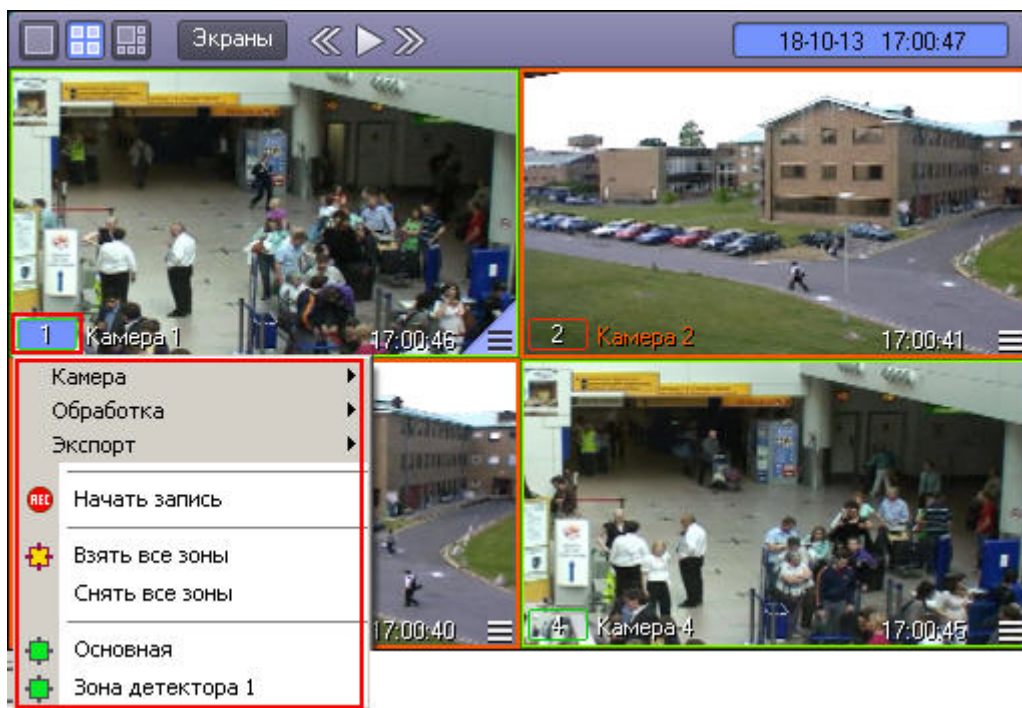 Экраны
18-10-13 17:00:47
1 Камера 1 17:00:46
2 Камера 2 17:00:41
Камера
Обработка
Экспорт
REC Начать запись
Взять все зоны
Снять все зоны
Основная
Зона детектора 1
17:00:40
4 Камера 4 17:00:45